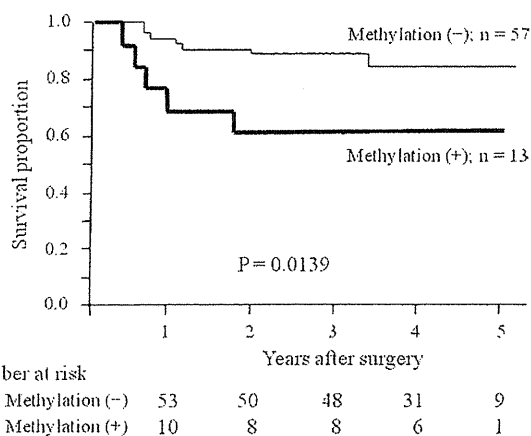 1.0
0.8
0.6
0.4
0.2
0.0
Survival proportion
Methylation (−); n = 57
Methylation (+); n = 13
P = 0.0139
1 2 3 4 5
Years after surgery
ber at risk
Methylation (−) 53 50 48 31 9
Methylation (+) 10 8 8 6 1